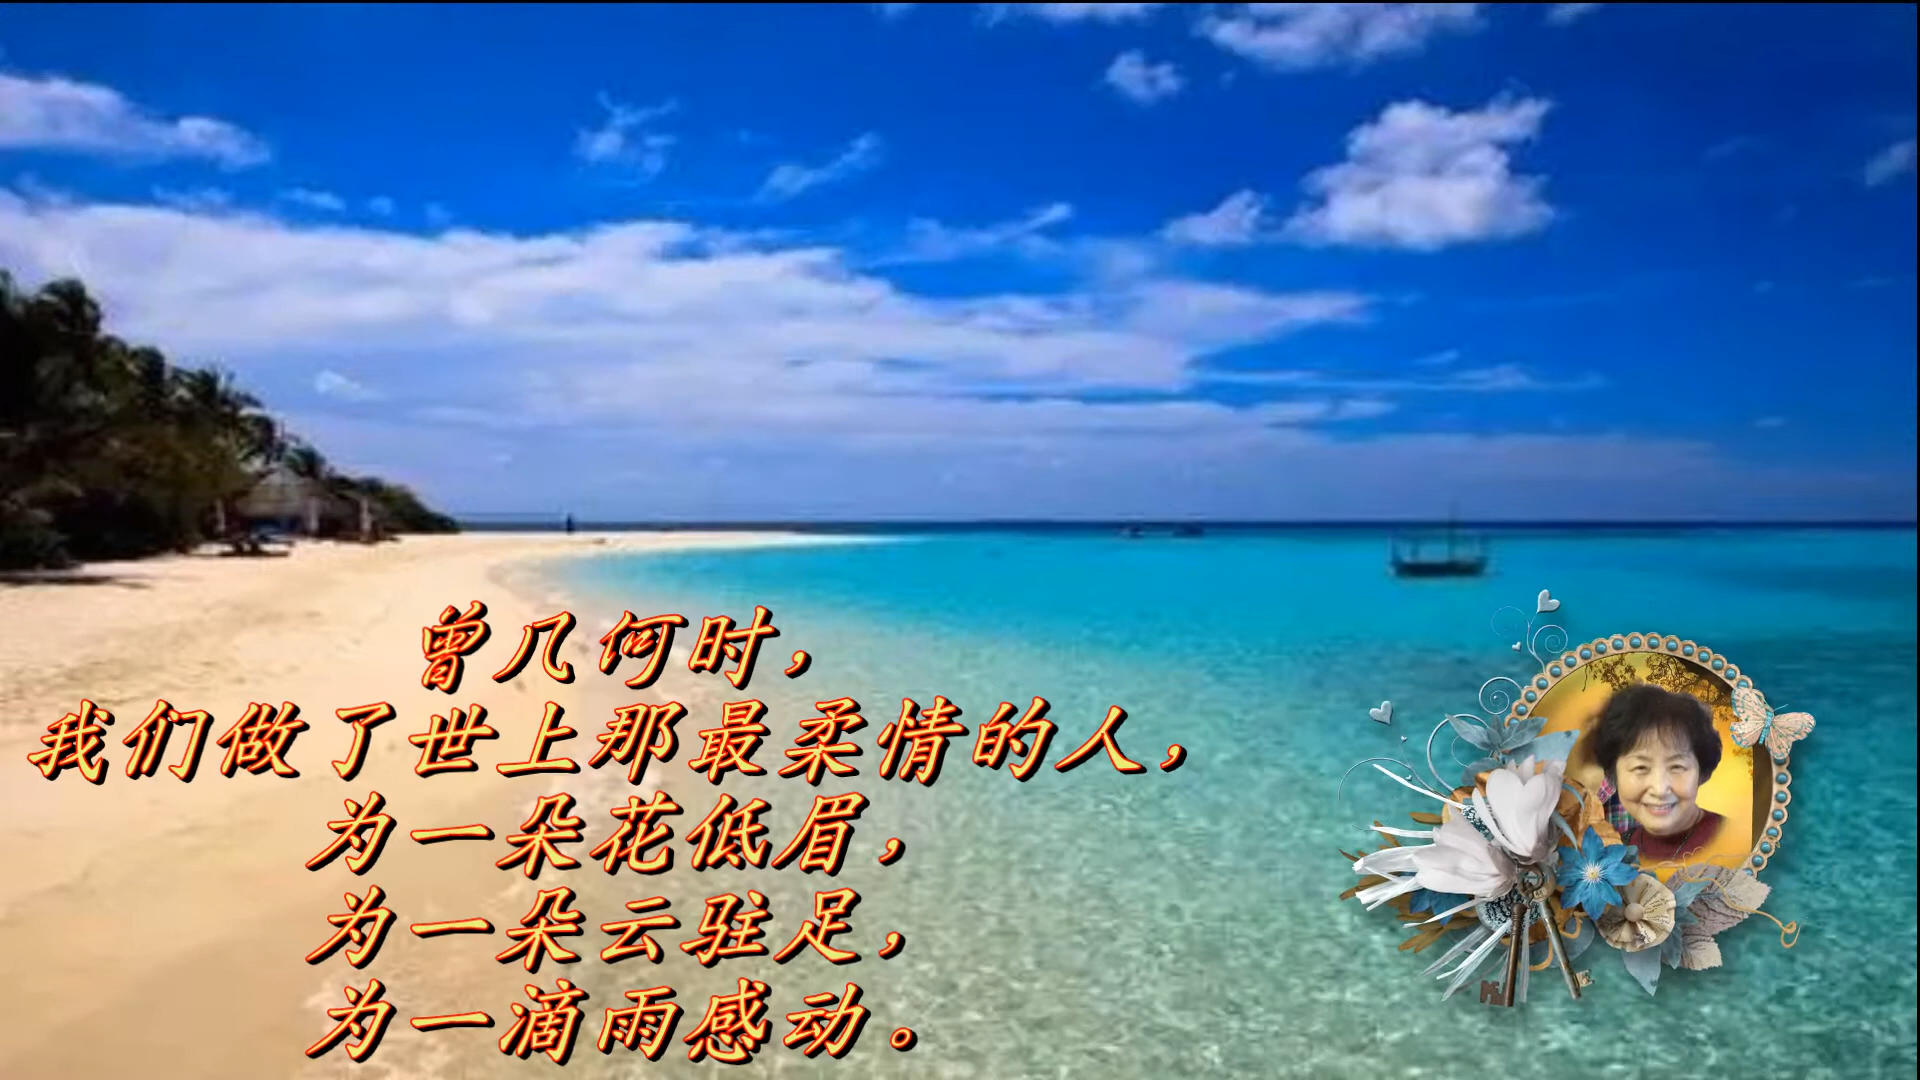 曾几何时，
我们做了世上那最柔情的人，
为一朵花低眉，
为一朵云驻足，
为一滴雨感动。